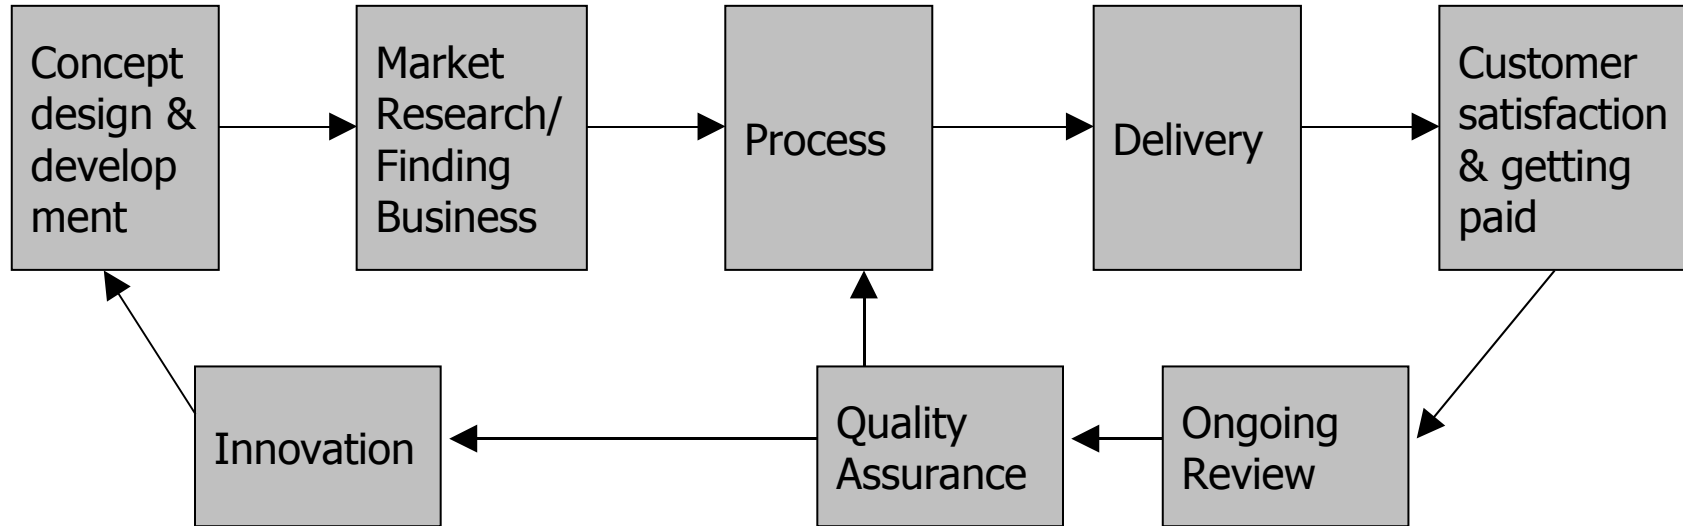 Concept
design &
develop
ment
Market
Research/
Finding
Business
Process
Delivery
Customer
satisfaction
& getting
paid
Innovation
Quality
Assurance
Ongoing
Review